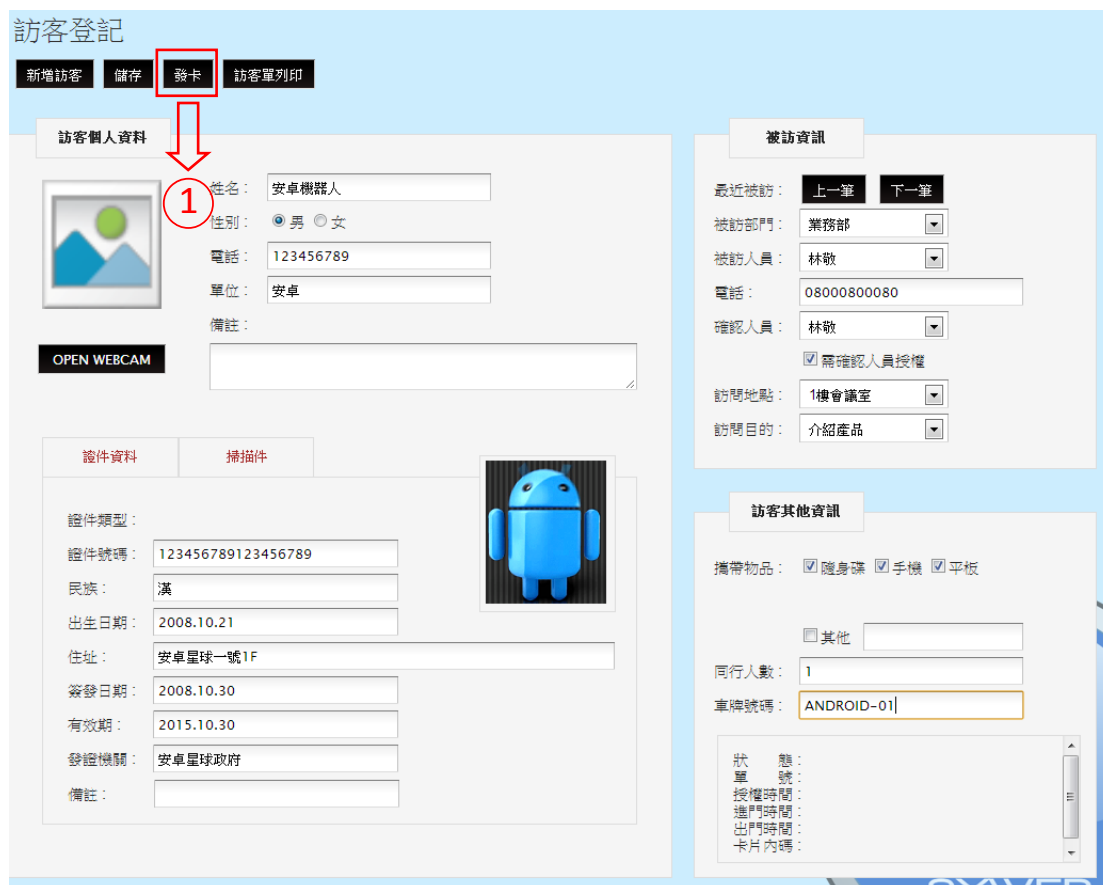 訪客登記
新增訪客 儲存 發卡 訪客單列印
1
訪客個人資料
姓名： 安卓機器人
性別： 男 女
電話： 123456789
單位： 安卓
備註：
OPEN WEBCAM
證件資料 掃描件
證件類型：
證件號碼： 123456789123456789
民族： 漢
出生日期： 2008.10.21
住址： 安卓星球一號1F
簽發日期： 2008.10.30
有效期： 2015.10.30
發證機關： 安卓星球政府
備註：
被訪資訊
最近被訪： 上一筆 下一筆
被訪部門： 業務部
被訪人員： 林敬
電話： 08000800080
確認人員： 林敬
需確認人員授權
訪問地點： 1樓會議室
訪問目的： 介紹產品
訪客其他資訊
攜帶物品： 隨身碟 手機 平板
其他
同行人數： 1
車牌號碼： ANDROID-01
狀 態：
單 號：
授權時間：
進門時間：
出門時間：
卡片內碼：